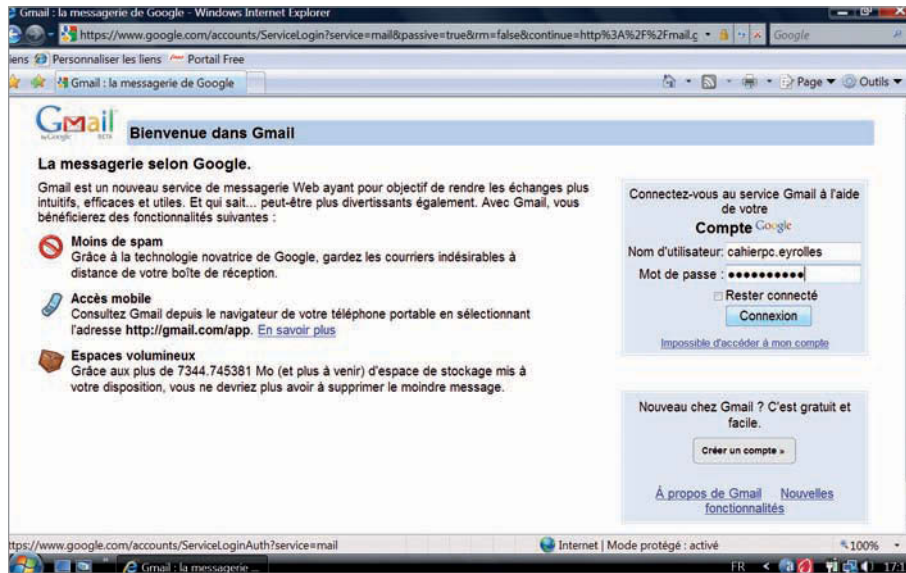 Gmail : la messagerie de Google - Windows Internet Explorer
https://www.google.com/accounts/ServiceLogin?service=mail&passive=true&rm=false&continue=http%3A%2F%2Fmail.g
Google
iens Personnaliser les liens Portail Free
Gmail : la messagerie de Google
Page Outils
Gmail
by Google BETA
Bienvenue dans Gmail
La messagerie selon Google.
Gmail est un nouveau service de messagerie Web ayant pour objectif de rendre les échanges plus
intuitifs, efficaces et utiles. Et qui sait... peut-être plus divertissants également. Avec Gmail, vous
bénéficierez des fonctionnalités suivantes :
Moins de spam
Grâce à la technologie novatrice de Google, gardez les courriers indésirables à
distance de votre boîte de réception.
Accès mobile
Consultez Gmail depuis le navigateur de votre téléphone portable en sélectionnant
l'adresse http://gmail.com/app. En savoir plus
Espaces volumineux
Grâce aux plus de 7344.745381 Mo (et plus à venir) d'espace de stockage mis à
votre disposition, vous ne devriez plus avoir à supprimer le moindre message.
Connectez-vous au service Gmail à l'aide
de votre
Compte Google
Nom d'utilisateur: cahierpc.eyrolles
Mot de passe : ●●●●●●●●●●
Rester connecté
Connexion
Impossible d'accéder à mon compte
Nouveau chez Gmail ? C'est gratuit et
facile.
Créer un compte »
À propos de Gmail Nouvelles
fonctionnalités
ttps://www.google.com/accounts/ServiceLoginAuth?service=mail
Internet | Mode protégé : activé
100%
Gmail : la messagerie ...
FR
17:1